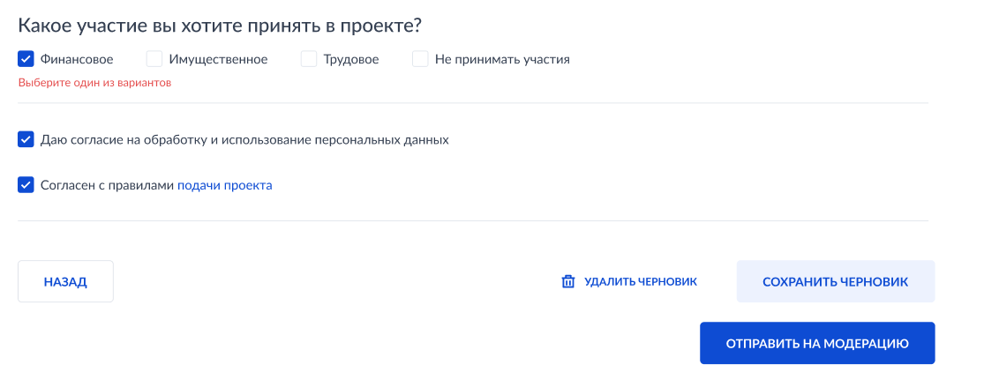 Какое участие вы хотите принять в проекте?
Финансовое Имущественное Трудовое Не принимать участия
Выберите один из вариантов
Даю согласие на обработку и использование персональных данных
Согласен с правилами подачи проекта
НАЗАД УДАЛИТЬ ЧЕРНОВИК СОХРАНИТЬ ЧЕРНОВИК
ОТПРАВИТЬ НА МОДЕРАЦИЮ